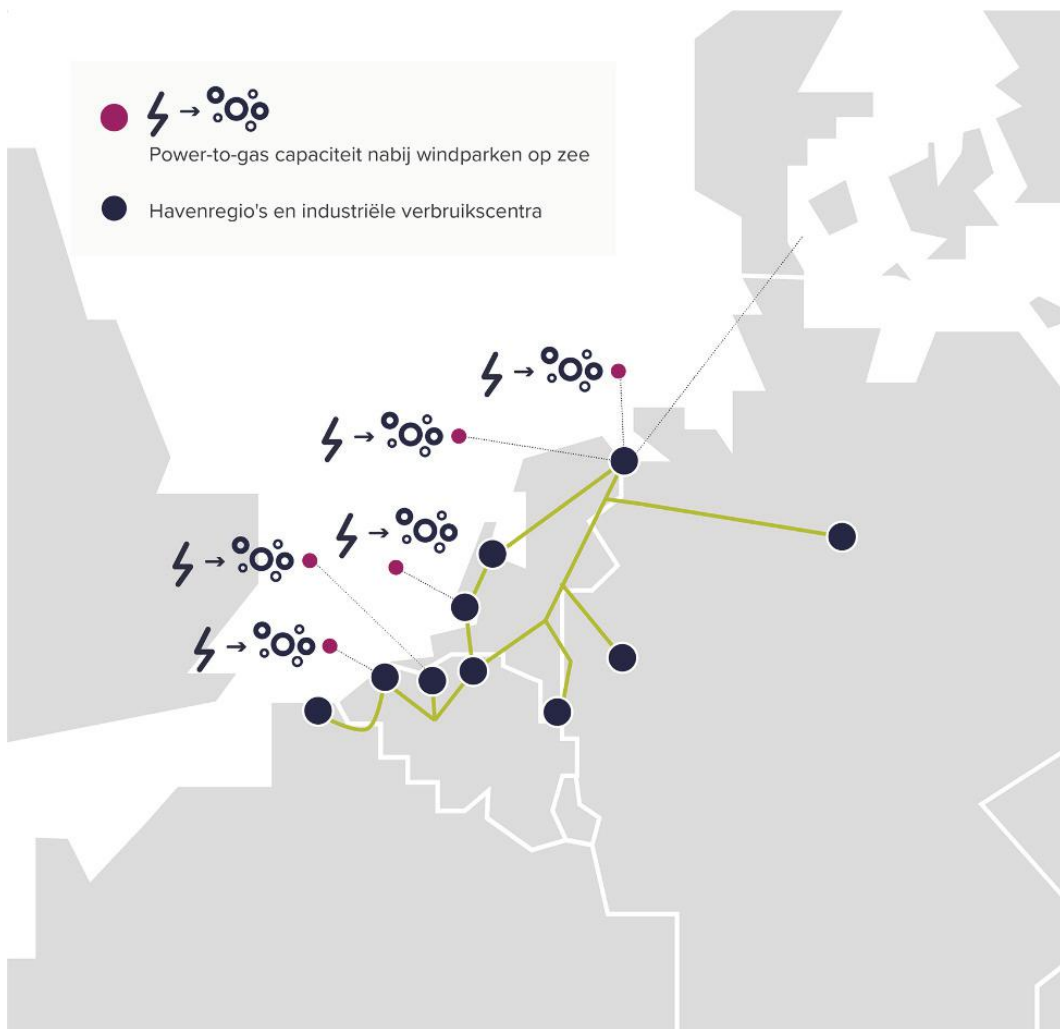 Power-to-gas capaciteit nabij windparken op zee
Havenregio's en industriële verbruikscentra